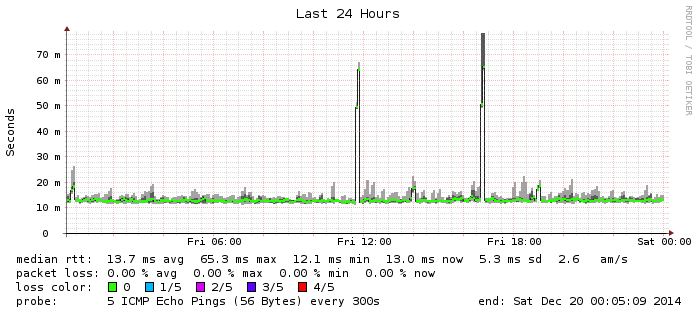 Last 24 Hours
RRDTOOL / TOBI OETIKER
Seconds
70 m
60 m
50 m
40 m
30 m
20 m
10 m
0
Fri 06:00 Fri 12:00 Fri 18:00 Sat 00:00
median rtt: 13.7 ms avg 65.3 ms max 12.1 ms min 13.0 ms now 5.3 ms sd 2.6 am/s
packet loss: 0.00 % avg 0.00 % max 0.00 % min 0.00 % now
loss color: 0 1/5 2/5 3/5 4/5
probe: 5 ICMP Echo Pings (56 Bytes) every 300s end: Sat Dec 20 00:05:09 2014